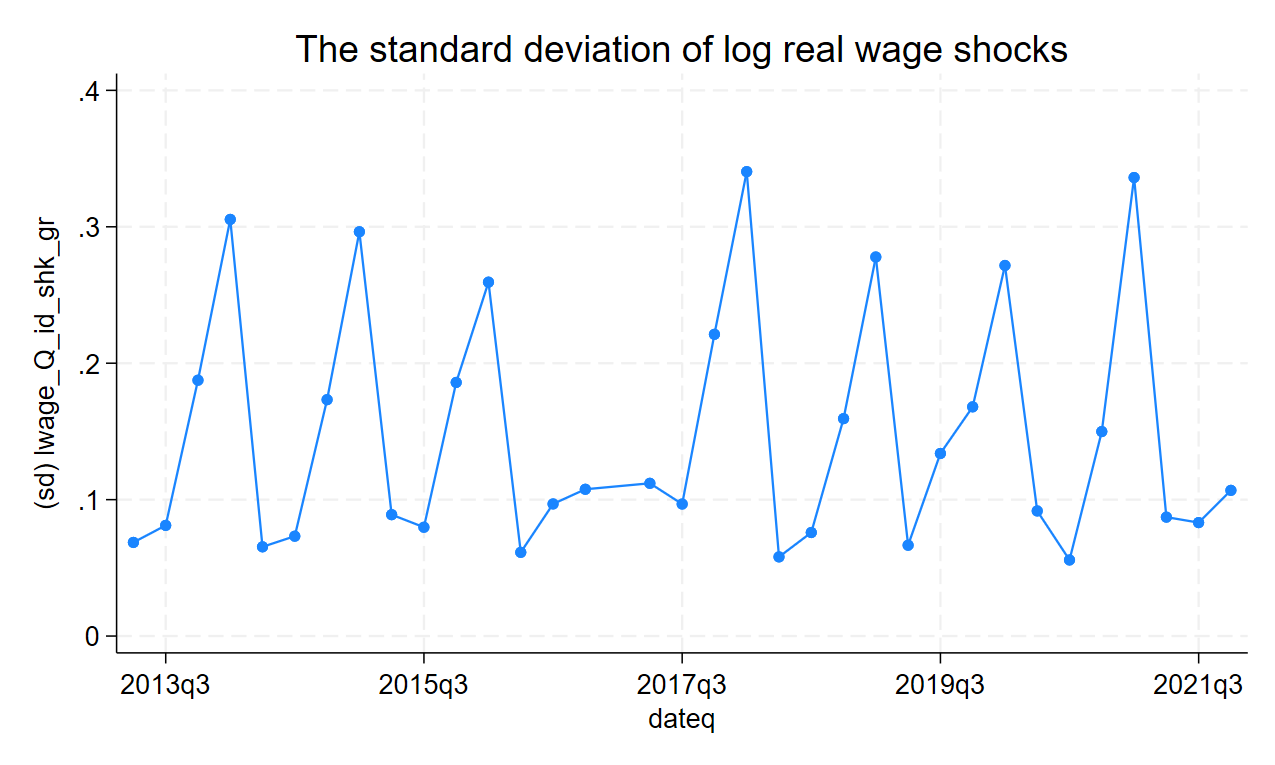 The standard deviation of log real wage shocks
(sd) lwage_Q_id_shk_gr
.4
.3
.2
.1
0
2013q3 2015q3 2017q3 2019q3 2021q3
dateq